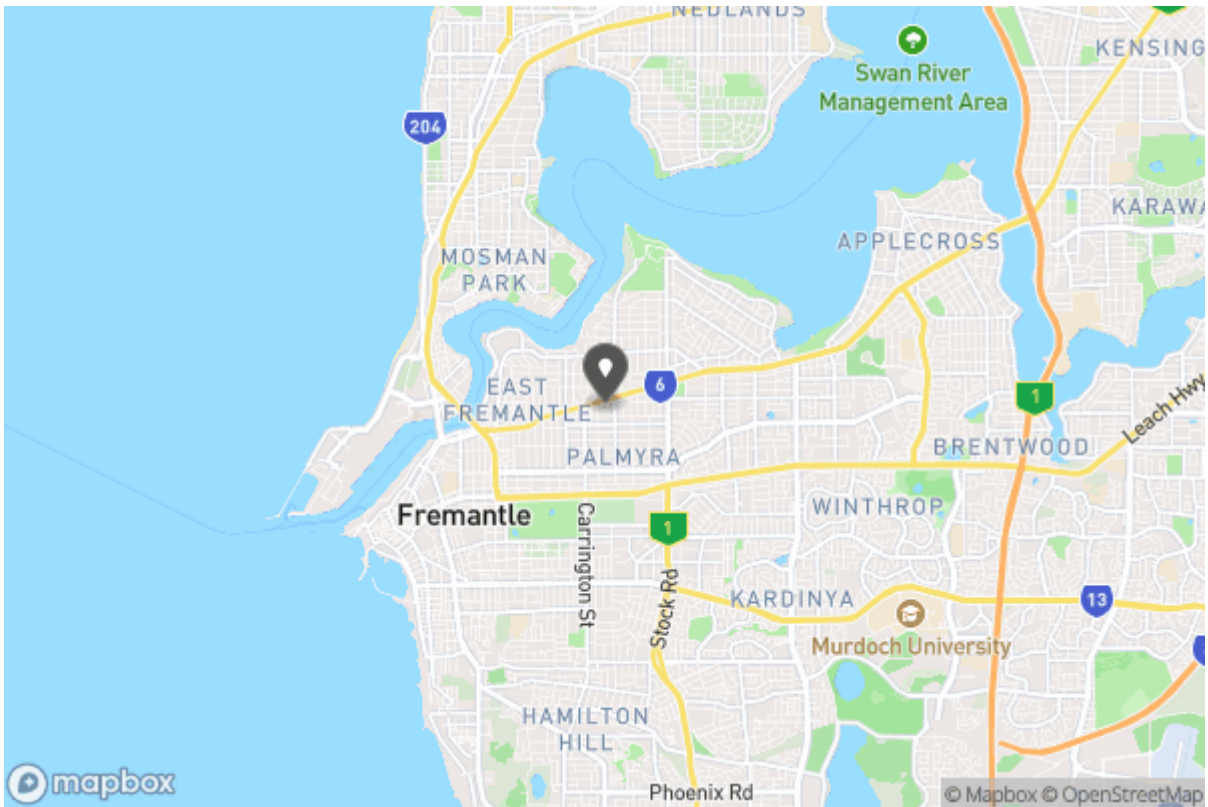 NEDLANDS
KENSING
Swan River
Management Area
204
KARAWA
APPLECROSS
MOSMAN
PARK
EAST
FREMANTLE
6
1
Leach Hwy
BRENTWOOD
PALMYRA
WINTHROP
Fremantle
Carrington St
1
Stock Rd
KARDINYA
13
Murdoch University
HAMILTON
HILL
Phoenix Rd
mapbox
© Mapbox © OpenStreetMap